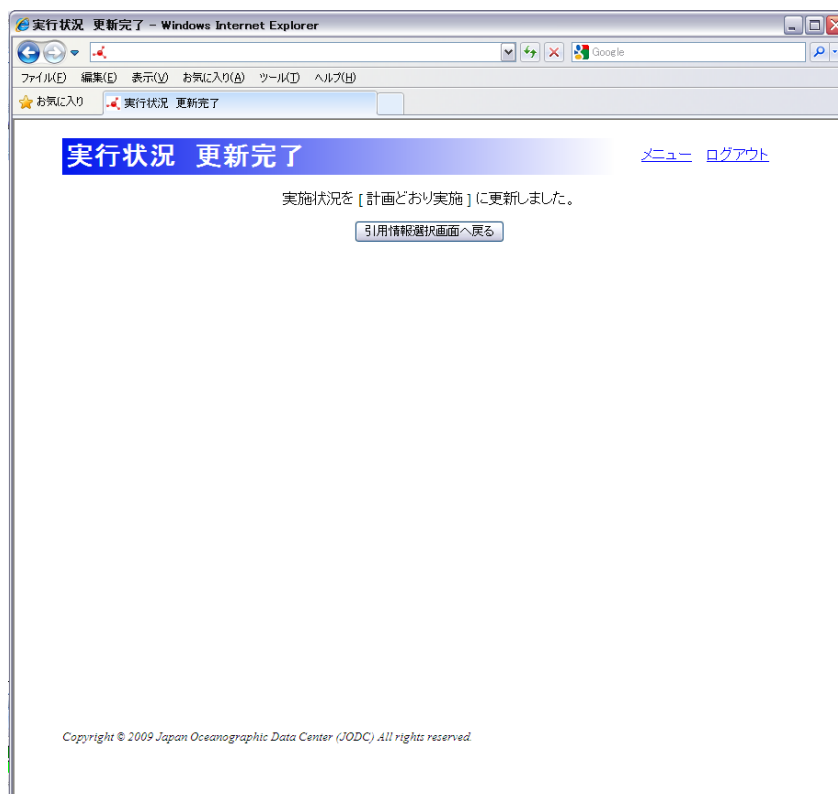 実行状況 更新完了 - Windows Internet Explorer
Google
ファイル(F) 編集(E) 表示(V) お気に入り(A) ツール(T) ヘルプ(H)
お気に入り 実行状況 更新完了
実行状況 更新完了 メニュー ログアウト
実施状況を [ 計画どおり実施 ] に更新しました。
引用情報選択画面へ戻る
Copyright © 2009 Japan Oceanographic Data Center (JODC) All rights reserved.